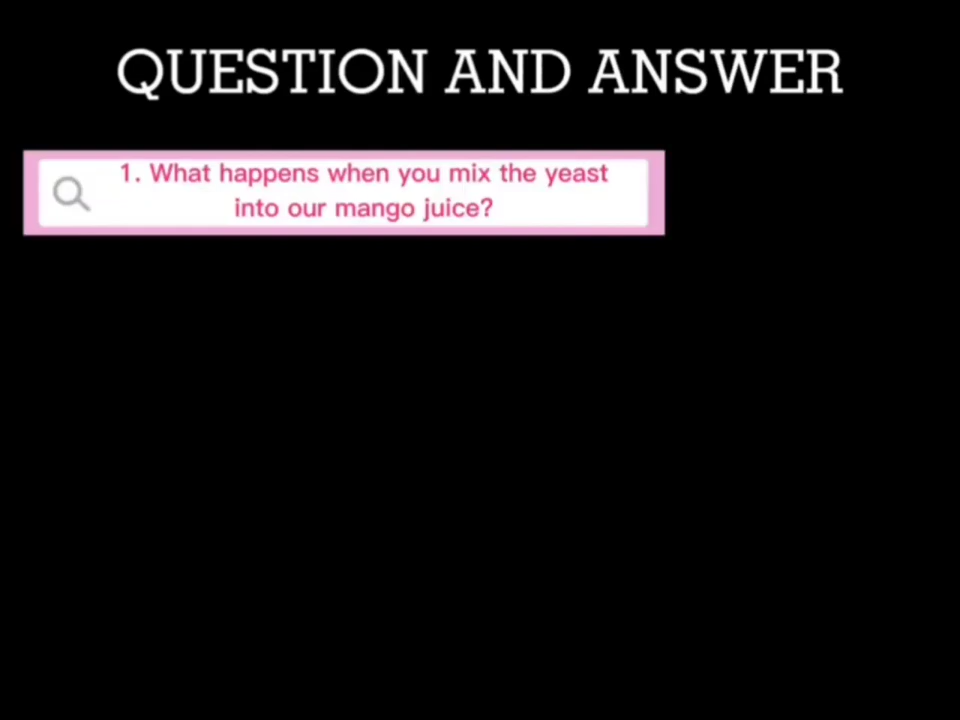 QUESTION AND ANSWER
1. What happens when you mix the yeast
into our mango juice?